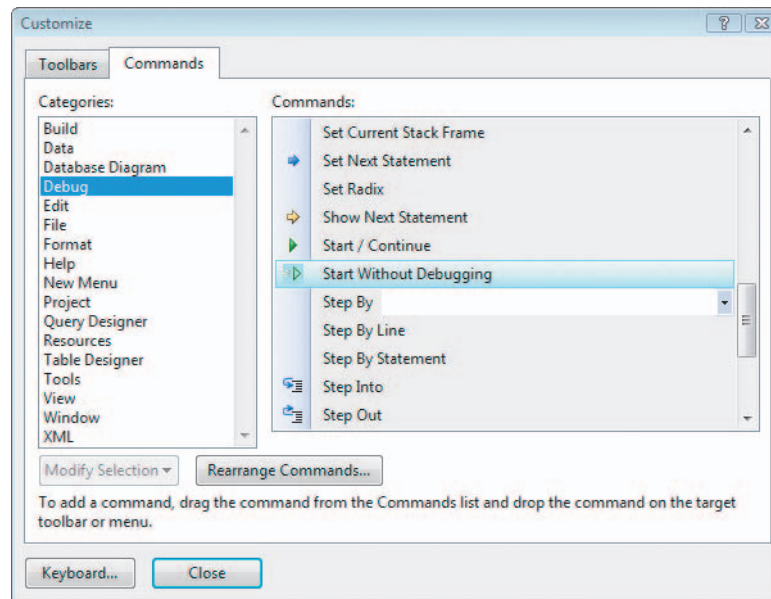 Customize
Toolbars
Commands
Categories:
Build
Data
Database Diagram
Debug
Edit
File
Format
Help
New Menu
Project
Query Designer
Resources
Table Designer
Tools
View
Window
XML
Commands:
Set Current Stack Frame
Set Next Statement
Set Radix
Show Next Statement
Start / Continue
Start Without Debugging
Step By
Step By Line
Step By Statement
Step Into
Step Out
Modify Selection
Rearrange Commands...
To add a command, drag the command from the Commands list and drop the command on the target
toolbar or menu.
Keyboard...
Close